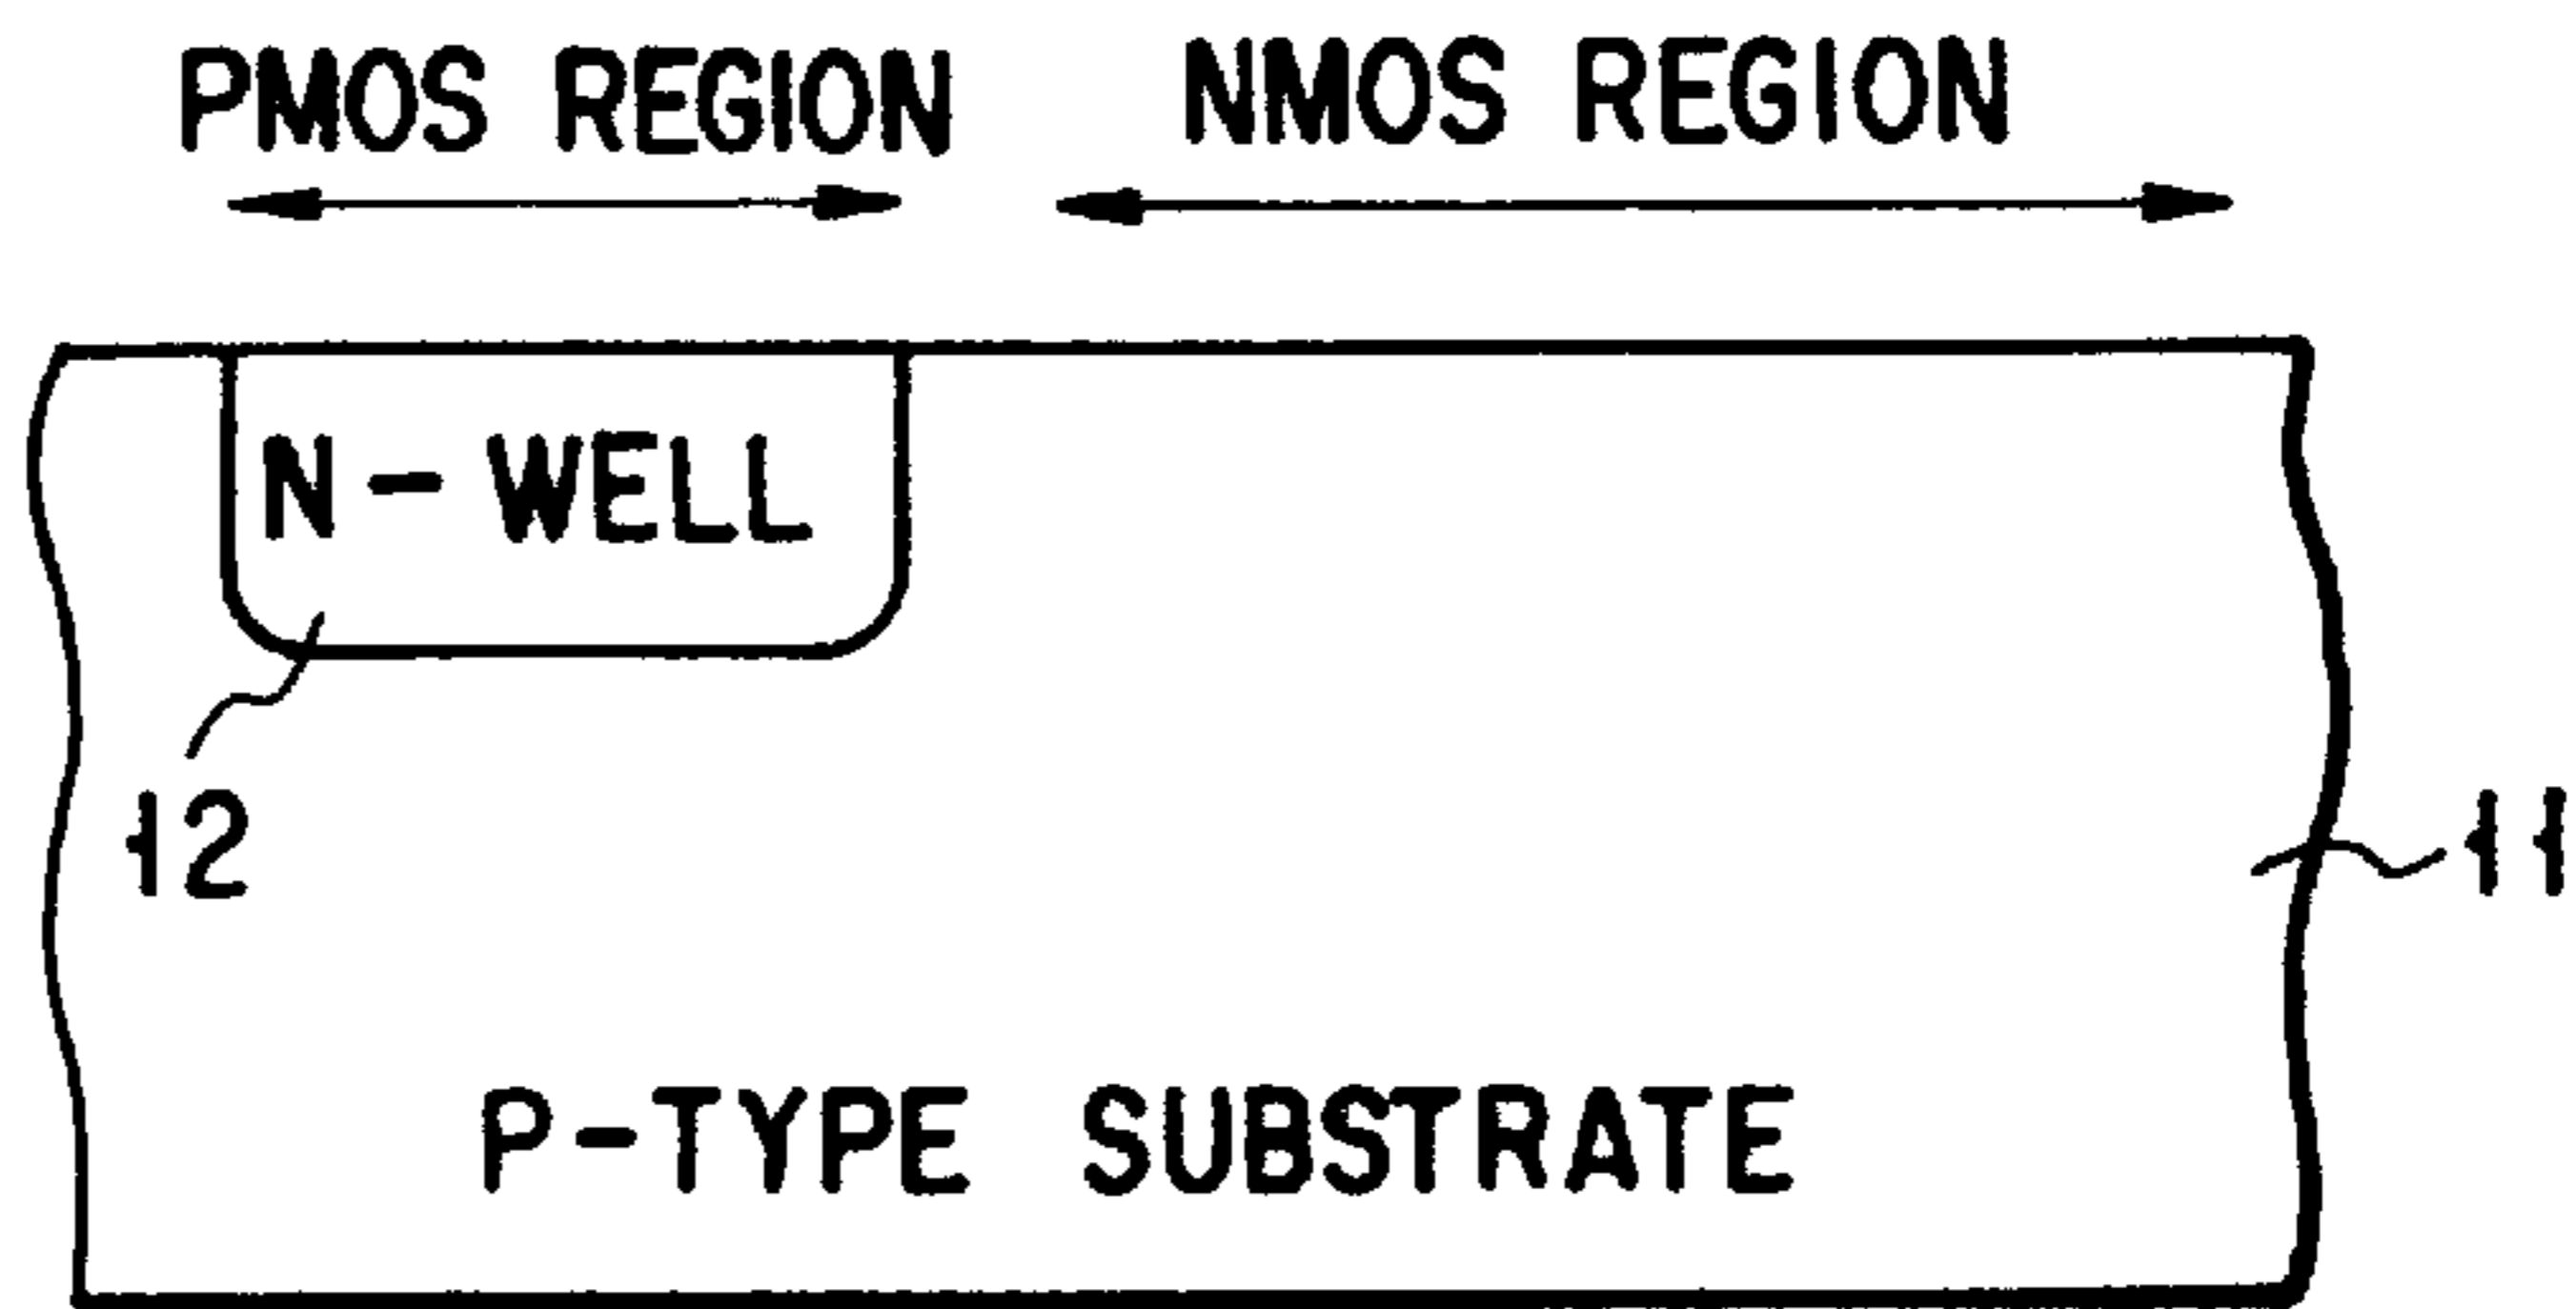 PMOS REGION NMOS REGION
N-WELL
12
11
P-TYPE SUBSTRATE